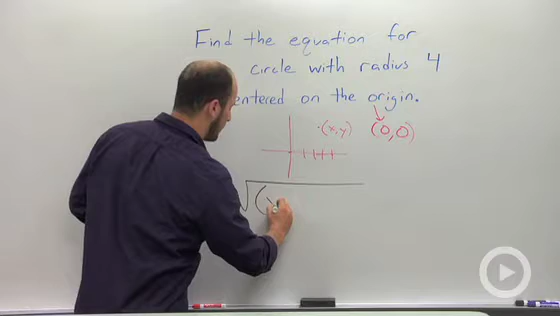 Find the equation for
circle with radius 4
entered on the origin.
(x,y) (0,0)
√(x